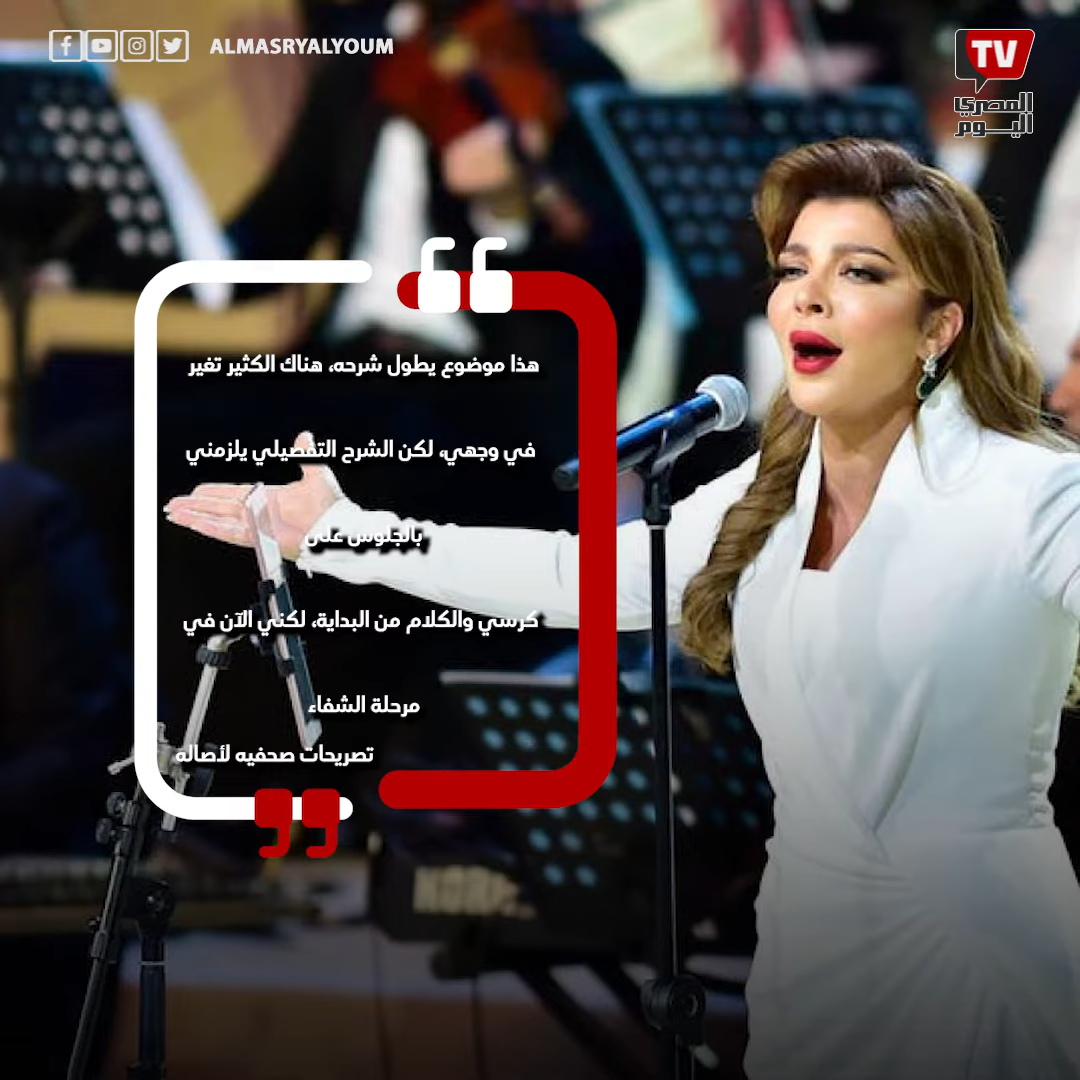 ALMASRYALYOUM
TV
المصري
اليوم
هذا موضوع يطول شرحه، هناك الكثير تغير
في وجهي، لكن الشرح التفصيلي يلزمني
بالجلوس على
كرسي والكلام من البداية، لكني الآن في
مرحلة الشفاء
تصريحات صحفيه لأصاله